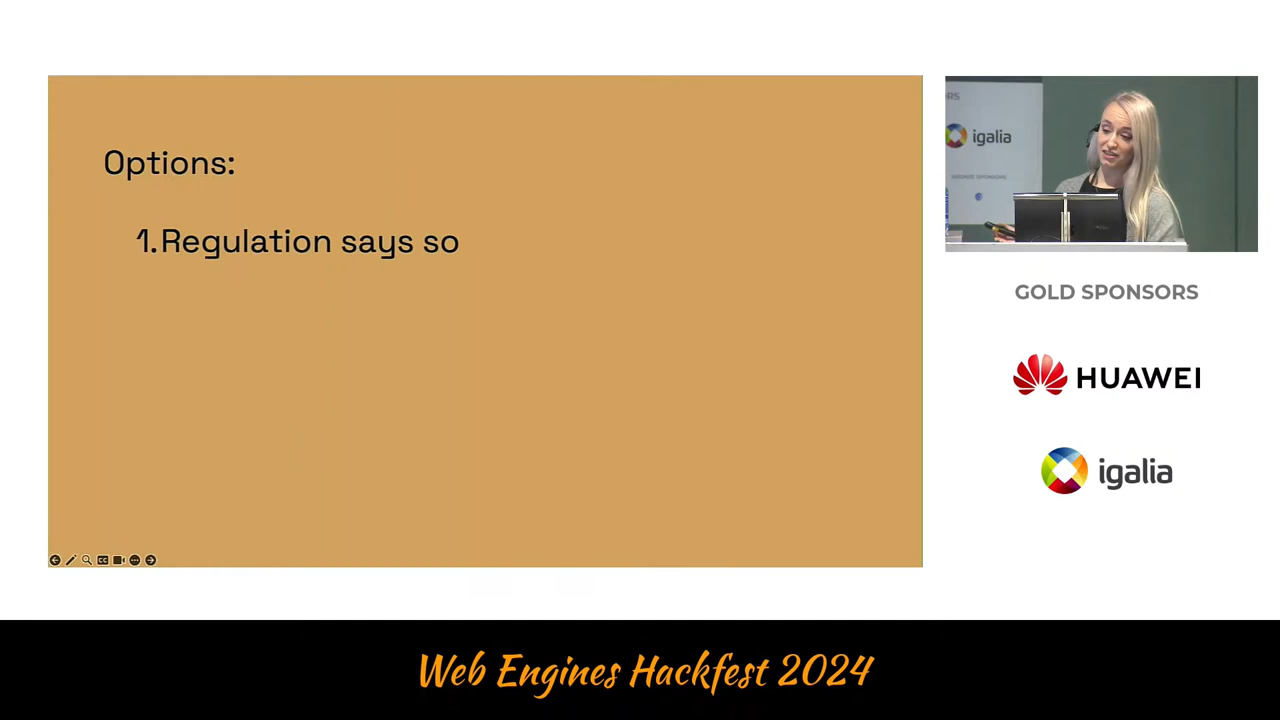 Options:
1.Regulation says so
igalia
GOLD SPONSORS
HUAWEI
igalia
Web Engines Hackfest 2024